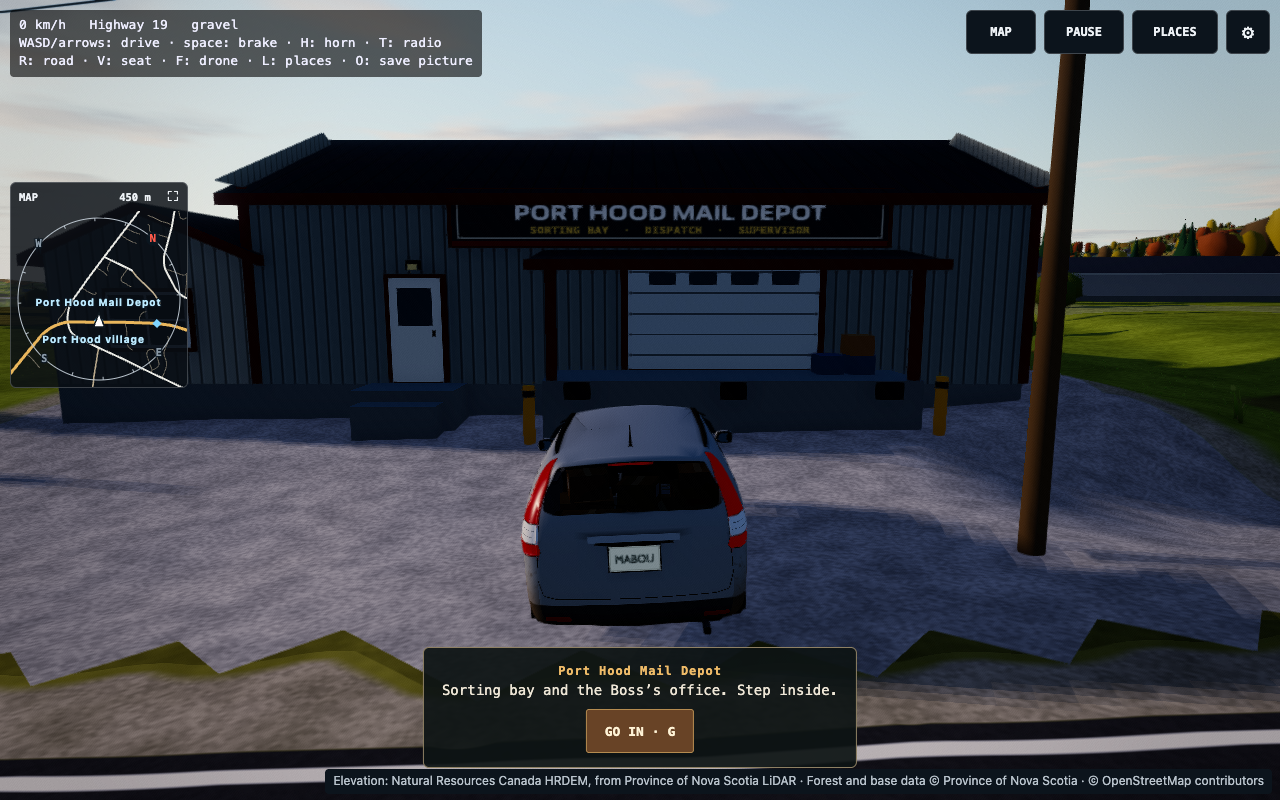 0 km/h Highway 19 gravel
WASD/arrows: drive · space: brake · H: horn · T: radio
R: road · V: seat · F: drone · L: places · O: save picture
MAP
PAUSE
PLACES
MAP 450 m
N
W
Port Hood Mail Depot
Port Hood village
S
E
PORT HOOD MAIL DEPOT
SORTING BAY · DISPATCH · SUPERVISOR
MABOU
Port Hood Mail Depot
Sorting bay and the Boss’s office. Step inside.
GO IN · G
Elevation: Natural Resources Canada HRDEM, from Province of Nova Scotia LiDAR · Forest and base data © Province of Nova Scotia · © OpenStreetMap contributors